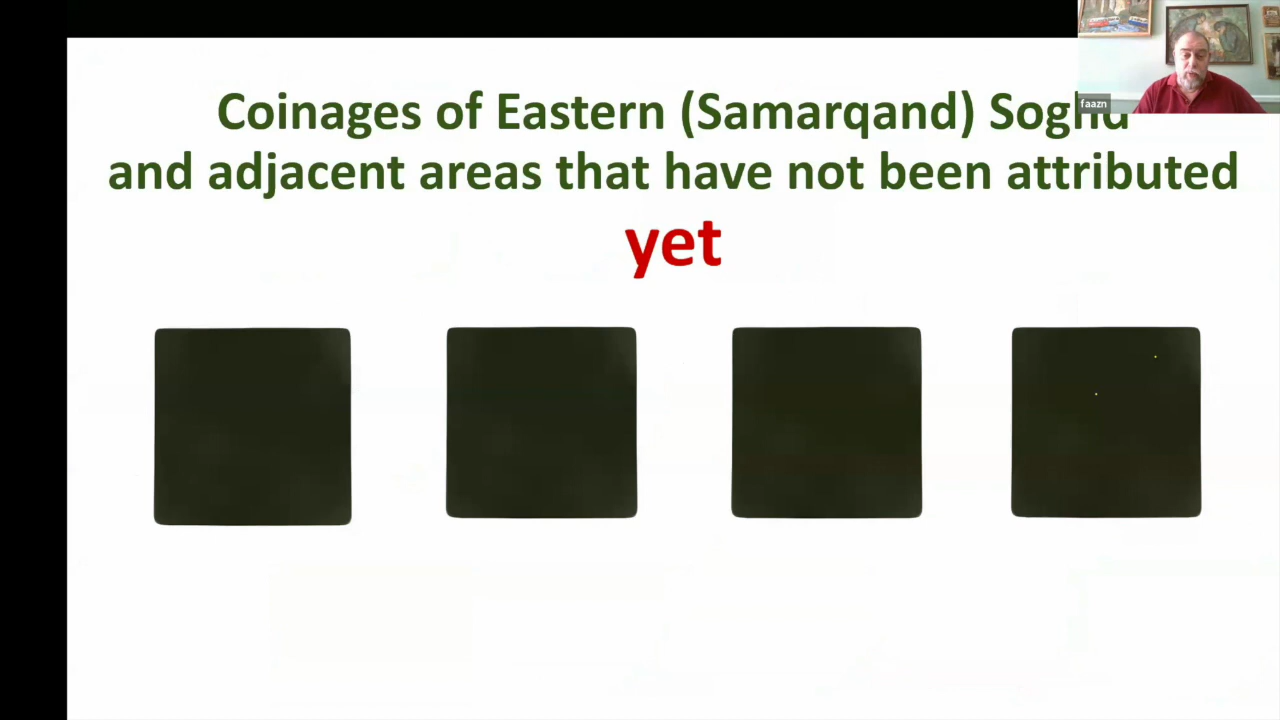 Coinages of Eastern (Samarqand) Soghd
and adjacent areas that have not been attributed
yet
faazn